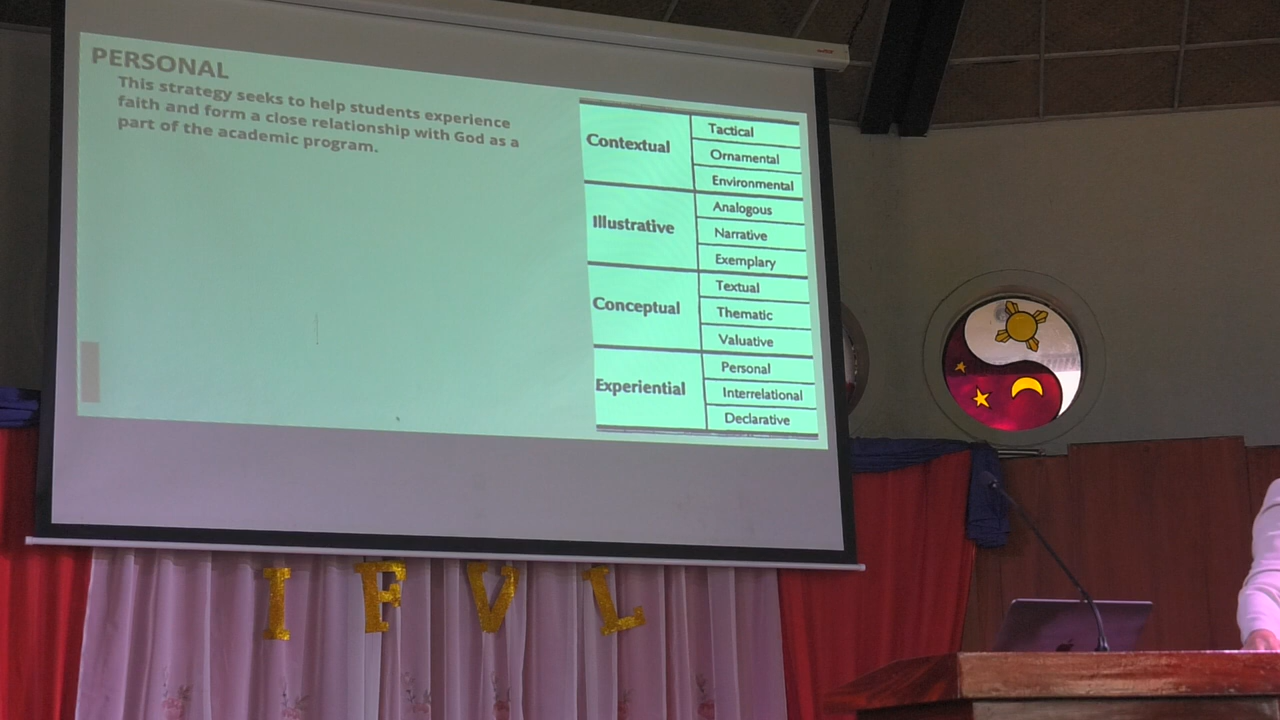 PERSONAL
This strategy seeks to help students experience
faith and form a close relationship with God as a
part of the academic program.
Contextual
Tactical
Ornamental
Environmental
Illustrative
Analogous
Narrative
Exemplary
Conceptual
Textual
Thematic
Valuative
Experiential
Personal
Interrelational
Declarative
I F V L